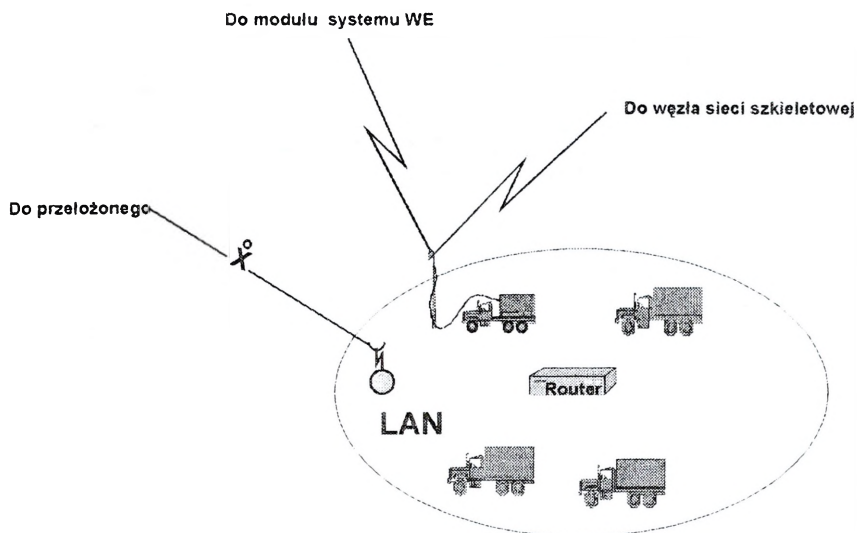 Do modułu systemu WE
Do węzła sieci szkieletowej
Do przełożonego
X°
Router
LAN